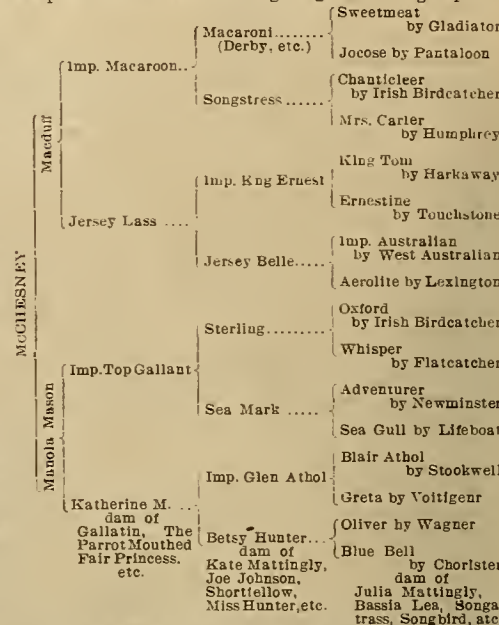 McCHESNEY
Macduff
Imp. Macaroon..
Macaroni........
(Derby, etc.)
Sweetmeat
by Gladiator
Jocose by Pantaloon
Songstress......
Chanticleer
by Irish Birdcatcher
Mrs. Carter
by Humphrey
Jersey Lass ....
Imp. Kng Ernest
King Tom
by Harkaway
Ernestine
by Touchstone
Jersey Belle.....
Imp. Australian
by West Australian
Aerolite by Lexington
Manola Mason
Imp.Top Gallant
Sterling.........
Oxford
by Irish Birdcatcher
Whisper
by Flatcatcher
Sea Mark .....
Adventurer
by Newminster
Sea Gull by Lifeboat
Katherine M. ...
dam of
Gallatin, The
Parrot Mouthed
Fair Princess.
etc.
Imp. Glen Athol
Blair Athol
by Stockwell
Greta by Voltigenr
Betsy Hunter...
dam of
Kate Mattingly,
Joe Johnson,
Shortfellow,
Miss Hunter,etc.
Oliver by Wagner
Blue Bell
by Chorister
dam of
Julia Mattingly,
Bassia Lea, Songs
trass, Songbird, atc